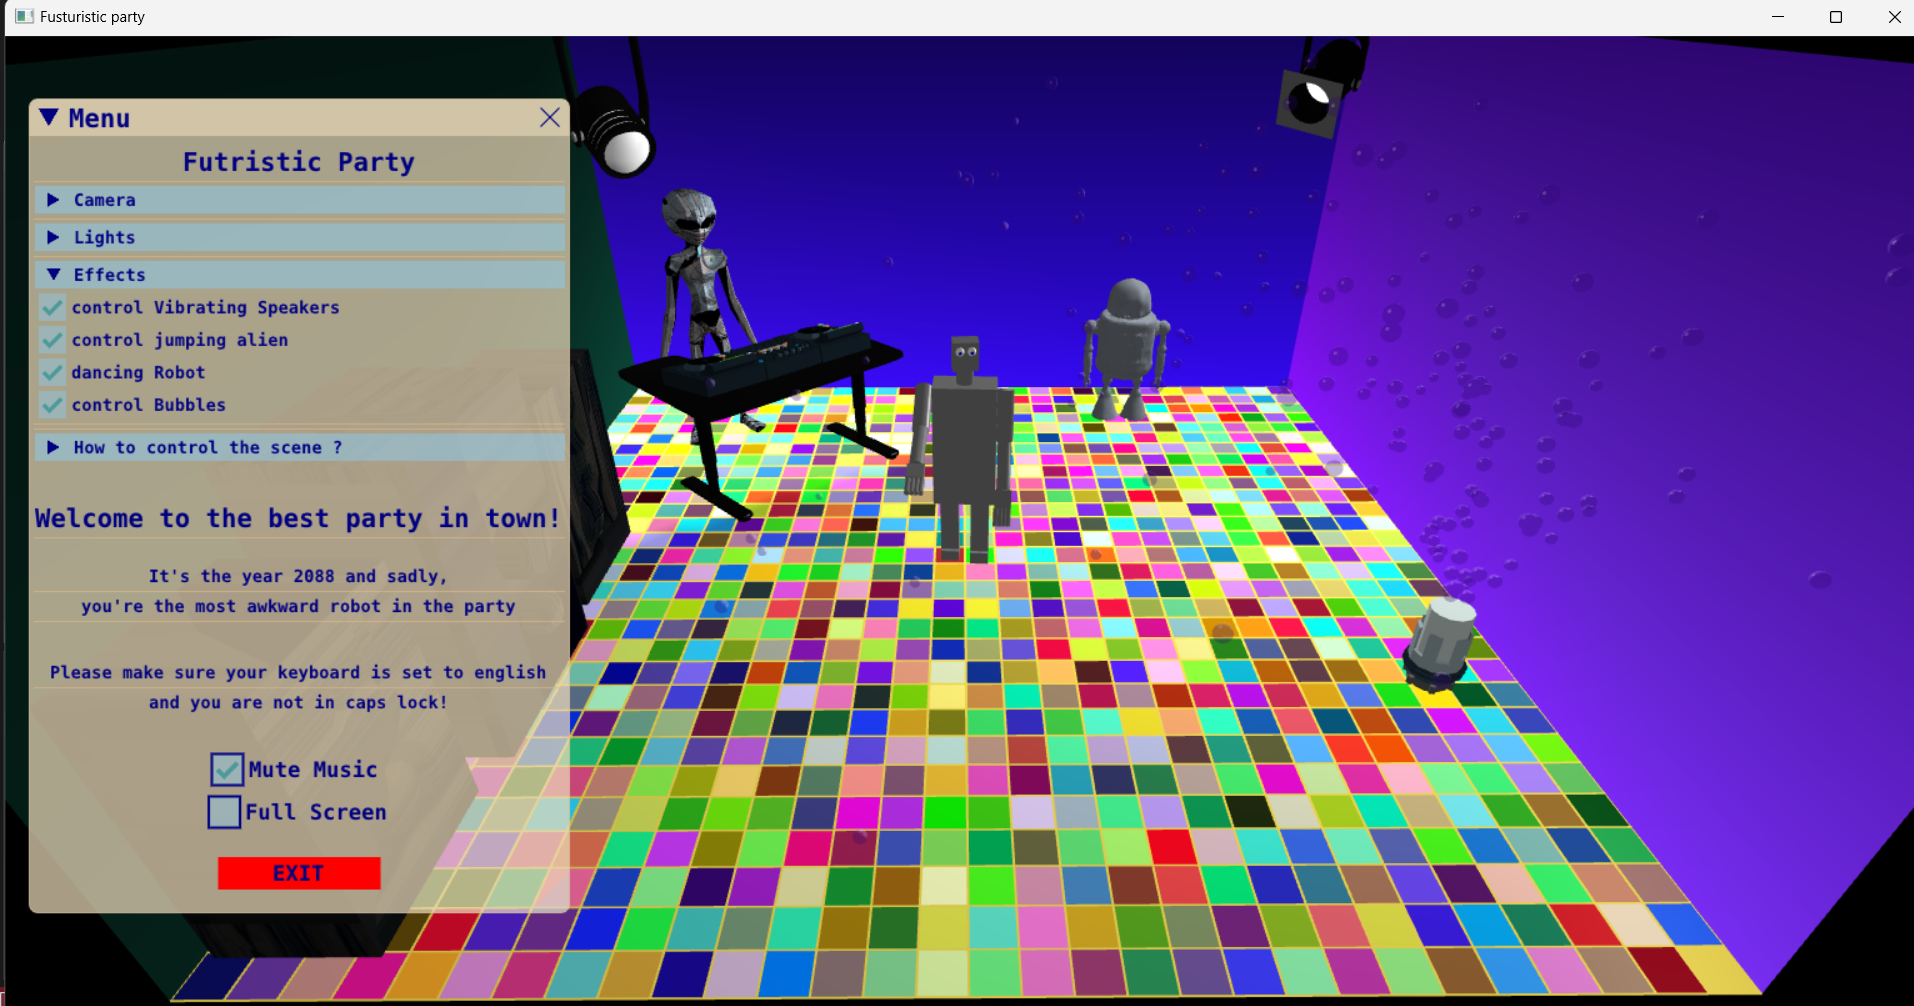 Fusturistic party
Menu
Futristic Party
Camera
Lights
Effects
control Vibrating Speakers
control jumping alien
dancing Robot
control Bubbles
How to control the scene ?
Welcome to the best party in town!
It's the year 2088 and sadly,
you're the most awkward robot in the party
Please make sure your keyboard is set to english
and you are not in caps lock!
Mute Music
Full Screen
EXIT